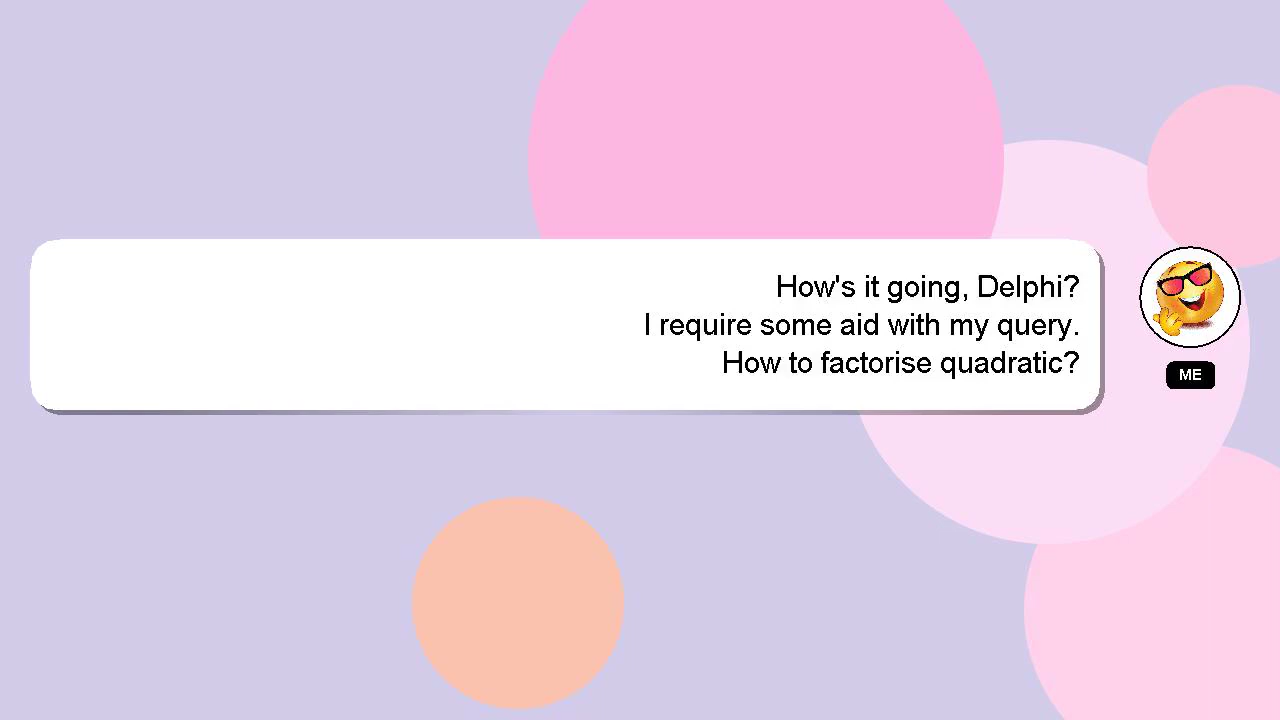 How's it going, Delphi?
I require some aid with my query.
How to factorise quadratic?
ME